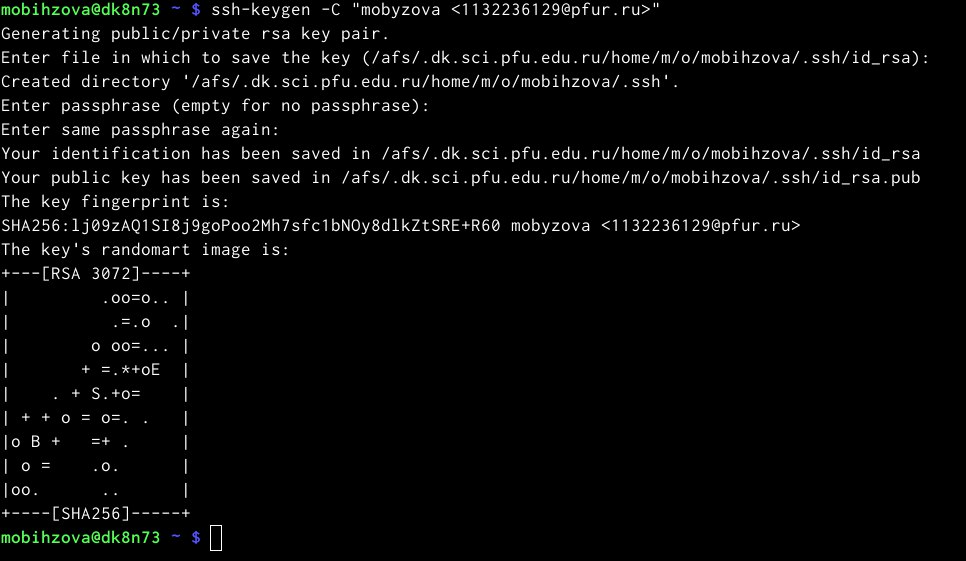 mobihzova@dk8n73 ~ $ ssh-keygen -C "mobyzova <1132236129@pfur.ru>"
Generating public/private rsa key pair.
Enter file in which to save the key (/afs/.dk.sci.pfu.edu.ru/home/m/o/mobihzova/.ssh/id_rsa):
Created directory '/afs/.dk.sci.pfu.edu.ru/home/m/o/mobihzova/.ssh'.
Enter passphrase (empty for no passphrase):
Enter same passphrase again:
Your identification has been saved in /afs/.dk.sci.pfu.edu.ru/home/m/o/mobihzova/.ssh/id_rsa
Your public key has been saved in /afs/.dk.sci.pfu.edu.ru/home/m/o/mobihzova/.ssh/id_rsa.pub
The key fingerprint is:
SHA256:lj09zAQ1SI8j9goPoo2Mh7sfc1bNOy8dlkZtSRE+R60 mobyzova <1132236129@pfur.ru>
The key's randomart image is:
+---[RSA 3072]----+
|         .oo=o.. |
|          .=.o  .|
|        o oo=... |
|       + =.*+oE  |
|    . + S.+o=    |
| + + o = o=. .   |
|o B +   =+ .     |
| o =    .o.      |
|oo.      ..      |
+----[SHA256]-----+
mobihzova@dk8n73 ~ $